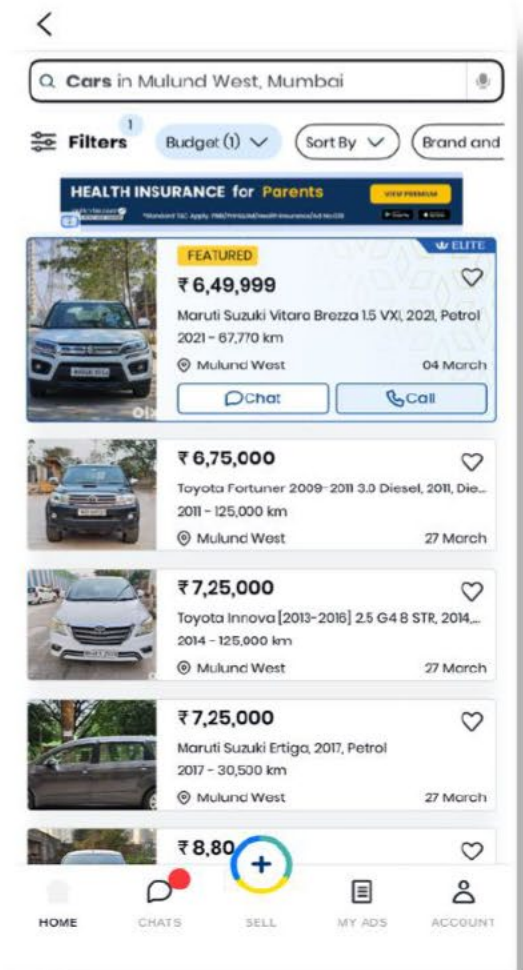 Cars in Mulund West, Mumbai
Filters 1
Budget (1)
Sort By
Brand and
HEALTH INSURANCE for Parents
VIEW PREMIUM
FEATURED
ELITE
₹ 6,49,999
Maruti Suzuki Vitara Brezza 1.5 VXI, 2021, Petrol
2021 - 67,770 km
Mulund West
04 March
Chat
Call
₹ 6,75,000
Toyota Fortuner 2009-2011 3.0 Diesel, 2011, Die...
2011 - 125,000 km
Mulund West
27 March
₹ 7,25,000
Toyota Innova [2013-2016] 2.5 G4 8 STR, 2014,...
2014 - 125,000 km
Mulund West
27 March
₹ 7,25,000
Maruti Suzuki Ertiga, 2017, Petrol
2017 - 30,500 km
Mulund West
27 March
₹ 8,80
HOME
CHATS
SELL
MY ADS
ACCOUNT